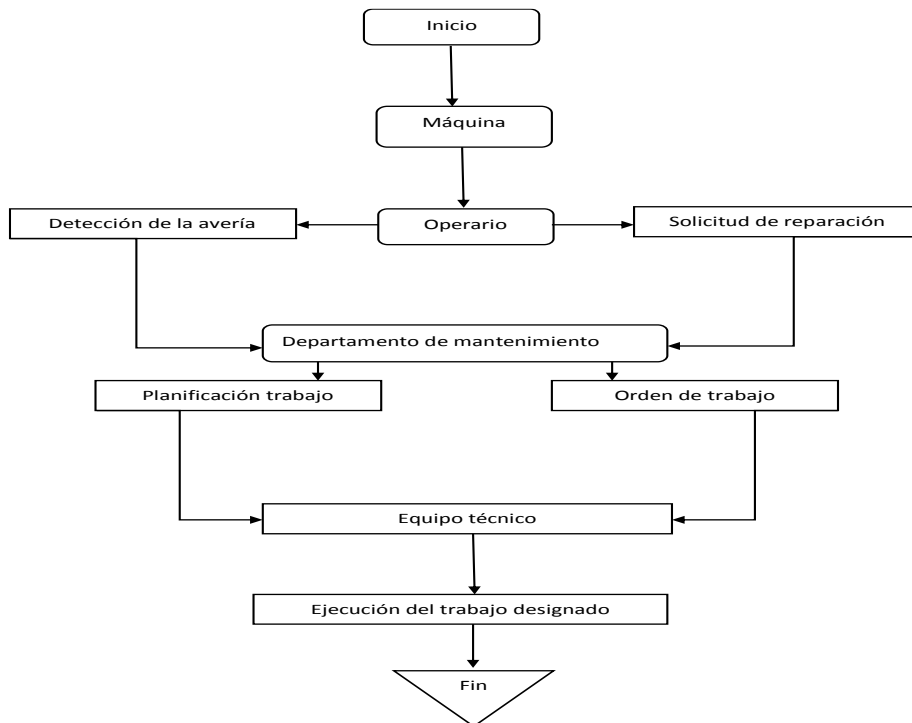 Inicio
Máquina
Detección de la avería
Operario
Solicitud de reparación
Departamento de mantenimiento
Planificación trabajo
Orden de trabajo
Equipo técnico
Ejecución del trabajo designado
Fin